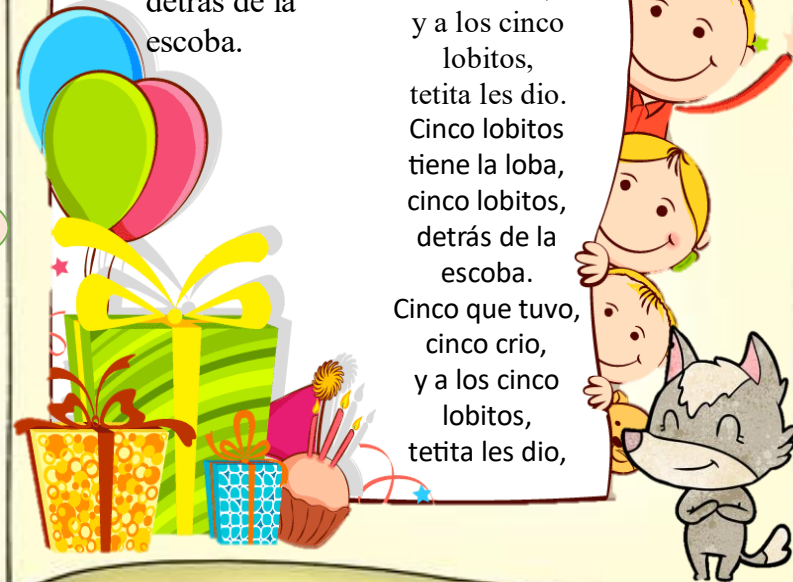 detrás de la
escoba.
y a los cinco
lobitos,
tetita les dio.
Cinco lobitos
tiene la loba,
cinco lobitos,
detrás de la
escoba.
Cinco que tuvo,
cinco crio,
y a los cinco
lobitos,
tetita les dio,